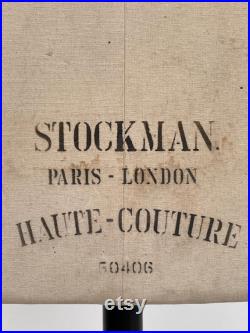 STOCKMAN.
PARIS - LONDON
HAUTE-COUTURE
50406
Etsy